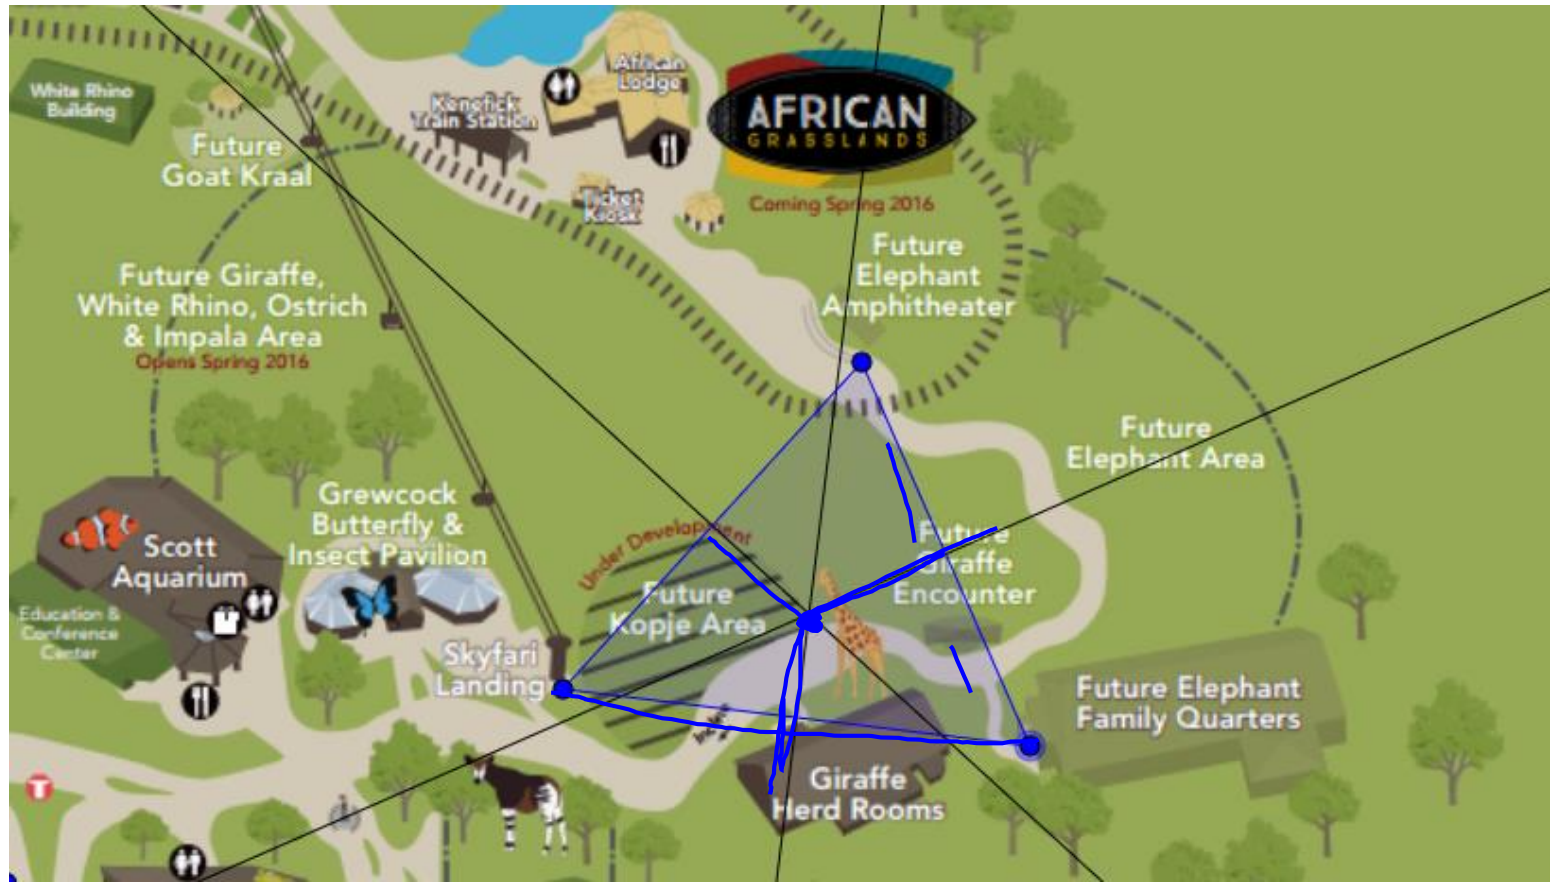 White Rhino
Building
Future
Goat Kraal
Kenefick
Train Station
African
Lodge
Ticket
Kiosk
AFRICAN
GRASSLANDS
Coming Spring 2016
Future
Elephant
Amphitheater
Future Giraffe,
White Rhino, Ostrich
& Impala Area
Opens Spring 2016
Future
Elephant Area
Grewcock
Butterfly &
Insect Pavilion
Scott
Aquarium
Education &
Conference
Center
Under Development
Future
Kopje Area
Future
Giraffe
Encounter
Skyfari
Landing
Future Elephant
Family Quarters
Giraffe
Herd Rooms
T